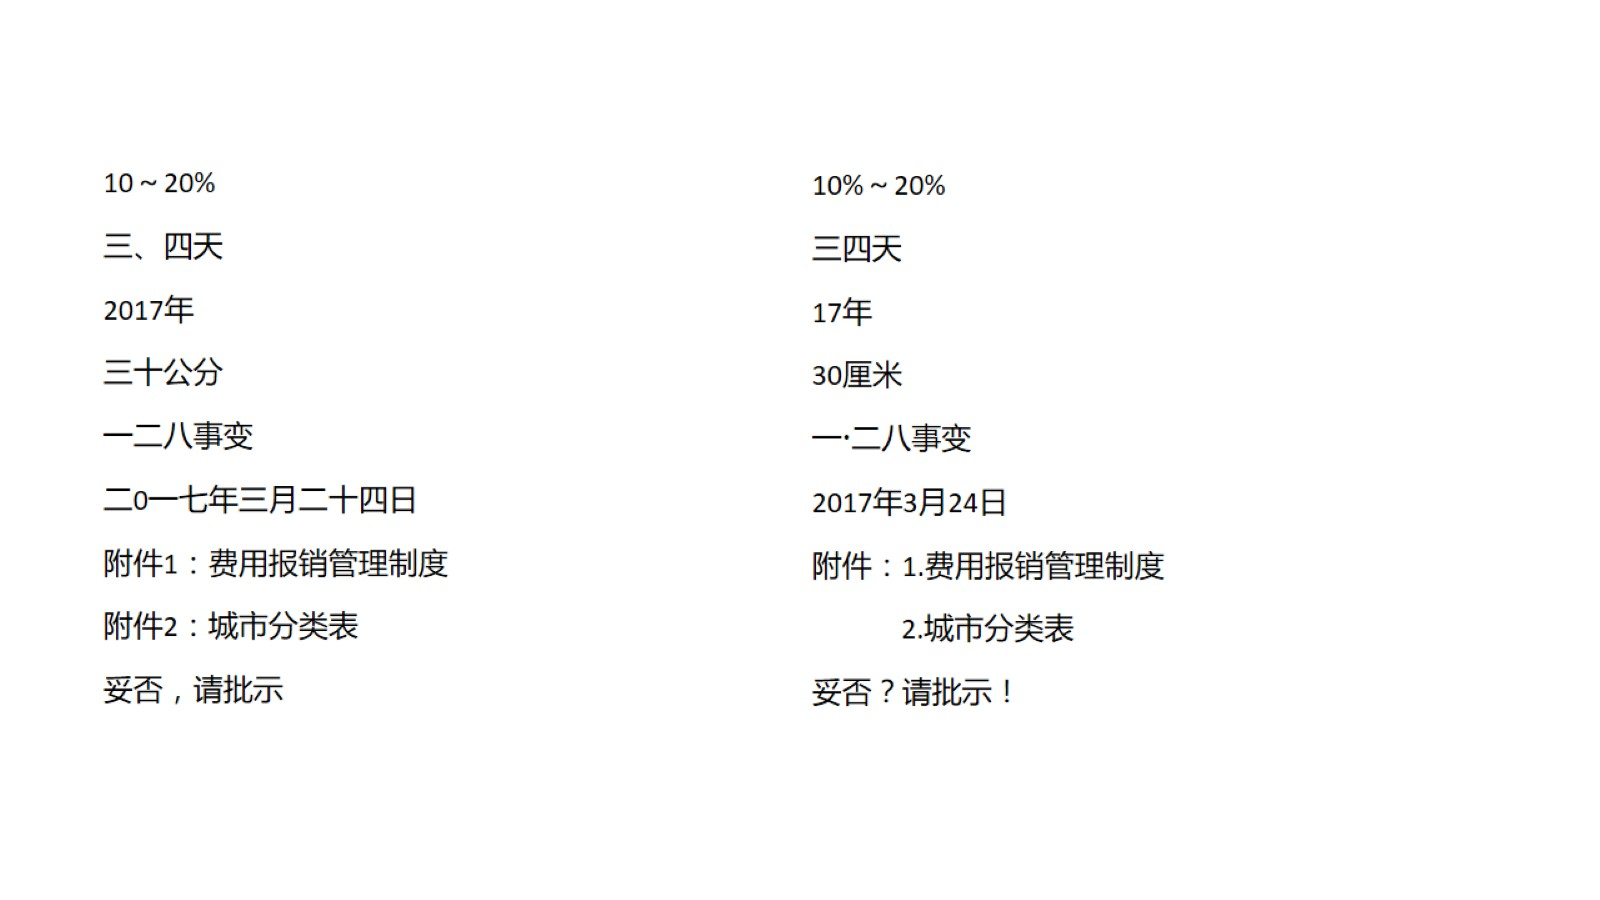 10～20%
三、四天
2017年
三十公分
一二八事变
二0一七年三月二十四日
附件1：费用报销管理制度
附件2：城市分类表
妥否，请批示
10%～20%
三四天
17年
30厘米
一·二八事变
2017年3月24日
附件：1.费用报销管理制度
2.城市分类表
妥否？请批示！